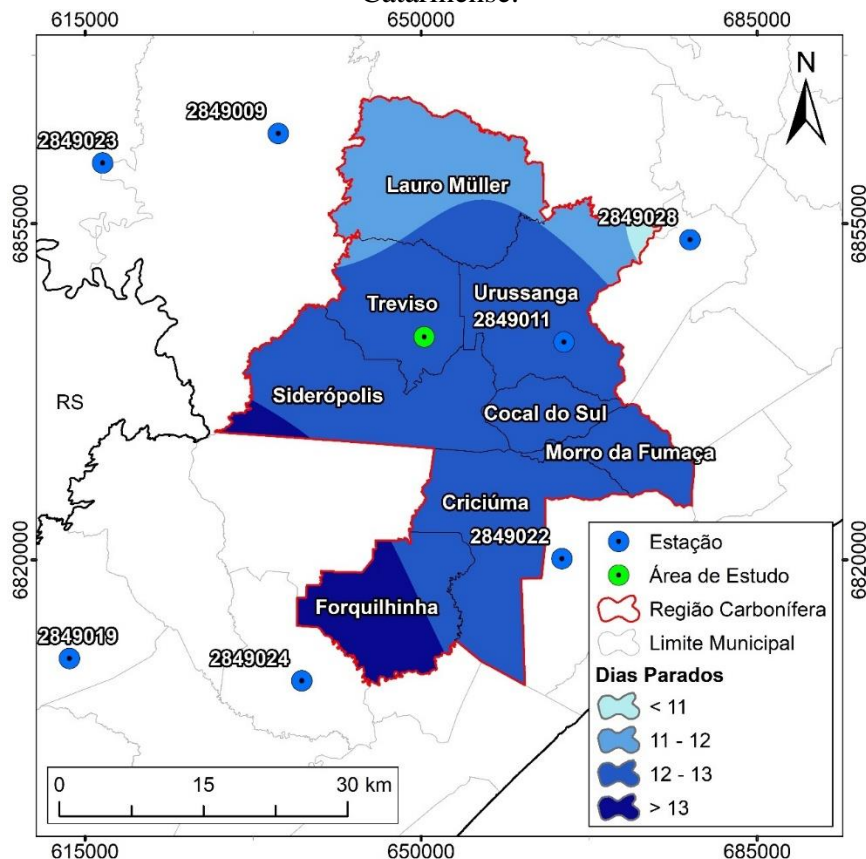 Catarinense.
615000 650000 685000
N
2849009
2849023
Lauro Müller
2849028
6855000 6855000
Treviso
Urussanga
2849011
Siderópolis
RS
Cocal do Sul
Morro da Fumaça
Criciúma
2849022
6820000 6820000
Forquilhinha
2849019
2849024
Estação
Área de Estudo
Região Carbonífera
Limite Municipal
Dias Parados
< 11
11 - 12
12 - 13
> 13
0 15 30 km
615000 650000 685000